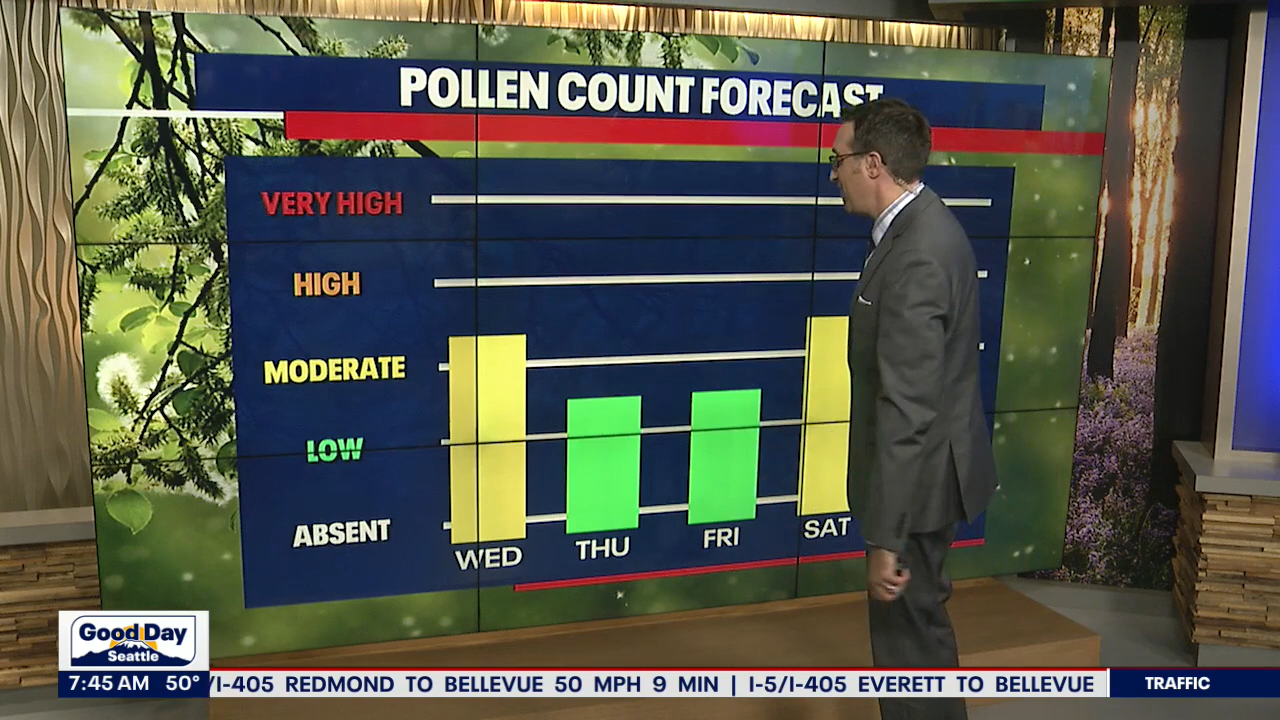 POLLEN COUNT FORECAST
VERY HIGH
HIGH
MODERATE
LOW
ABSENT
WED THU FRI SAT
Good Day
Seattle
7:45 AM 50° /I-405 REDMOND TO BELLEVUE 50 MPH 9 MIN | I-5/I-405 EVERETT TO BELLEVUE TRAFFIC